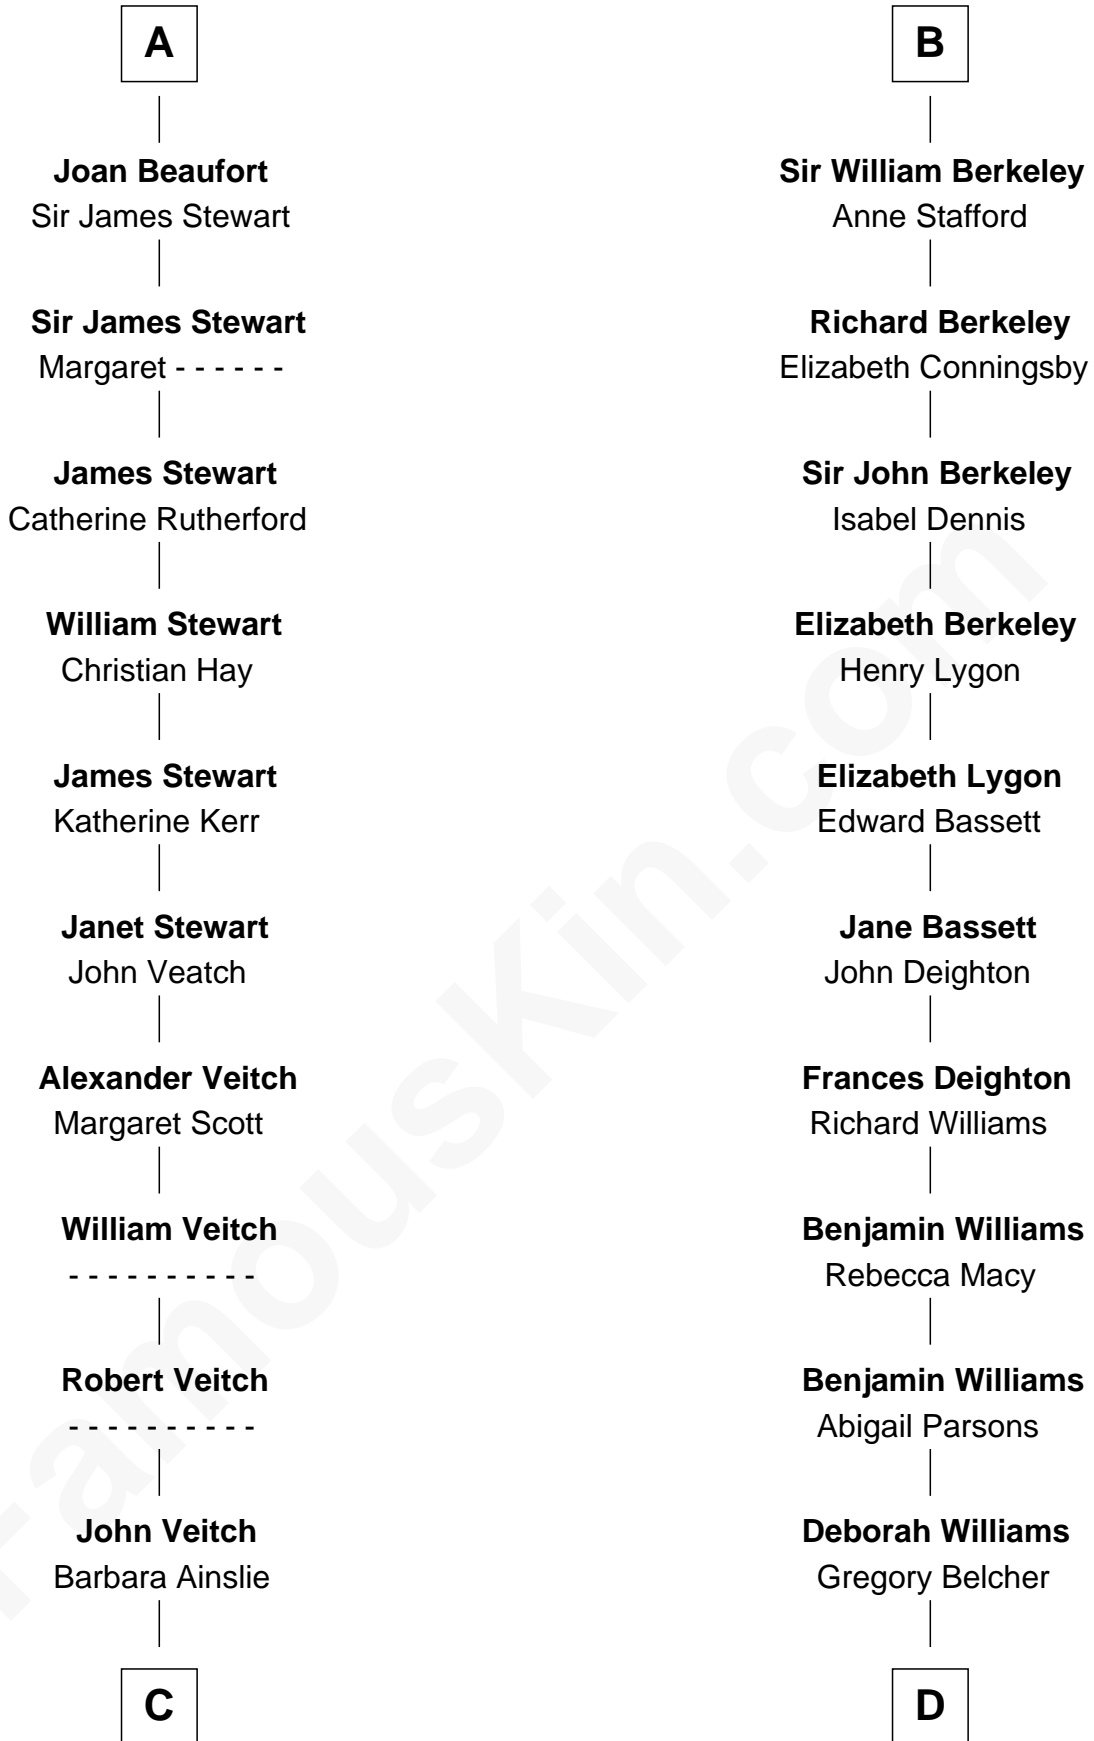 A
Joan Beaufort
Sir James Stewart
Sir James Stewart
Margaret - - - - - -
James Stewart
Catherine Rutherford
William Stewart
Christian Hay
James Stewart
Katherine Kerr
Janet Stewart
John Veatch
Alexander Veitch
Margaret Scott
William Veitch
- - - - - - - - - -
Robert Veitch
- - - - - - - - - -
John Veitch
Barbara Ainslie
C
B
Sir William Berkeley
Anne Stafford
Richard Berkeley
Elizabeth Conningsby
Sir John Berkeley
Isabel Dennis
Elizabeth Berkeley
Henry Lygon
Elizabeth Lygon
Edward Bassett
Jane Bassett
John Deighton
Frances Deighton
Richard Williams
Benjamin Williams
Rebecca Macy
Benjamin Williams
Abigail Parsons
Deborah Williams
Gregory Belcher
D
FamousKin.com